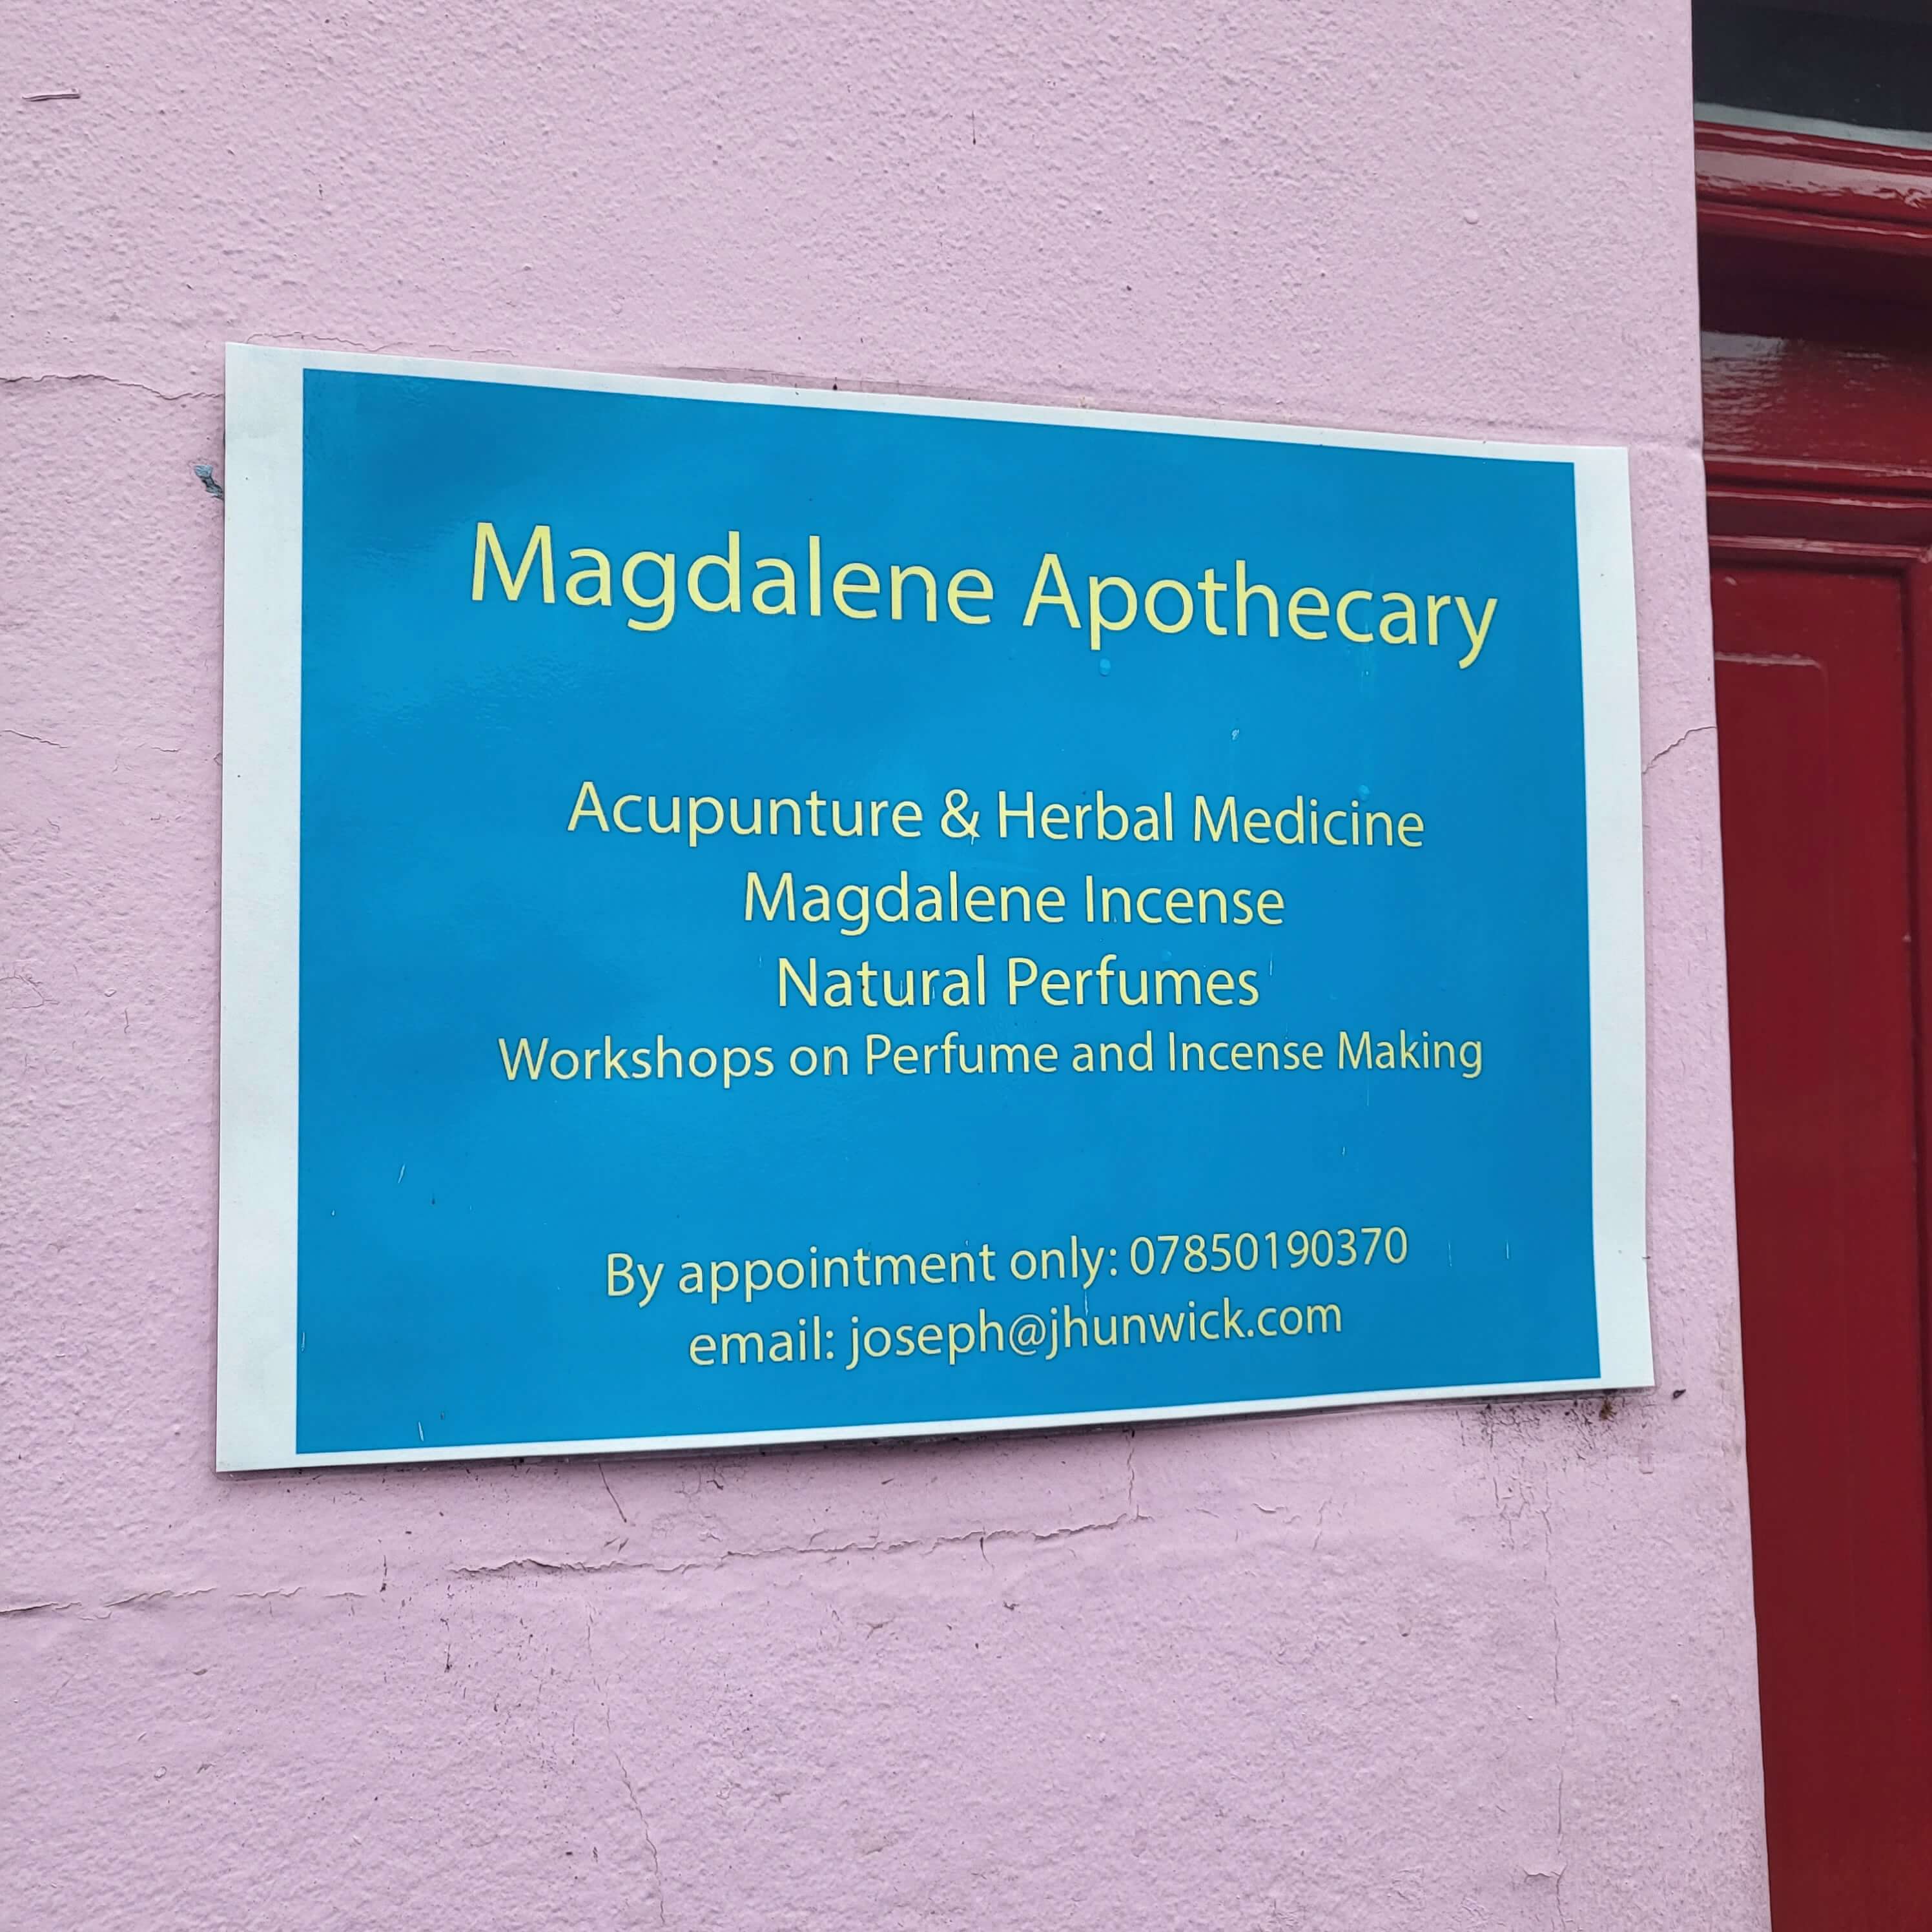 Magdalene Apothecary
Acupunture & Herbal Medicine
Magdalene Incense
Natural Perfumes
Workshops on Perfume and Incense Making
By appointment only: 07850190370
email: joseph@jhunwick.com